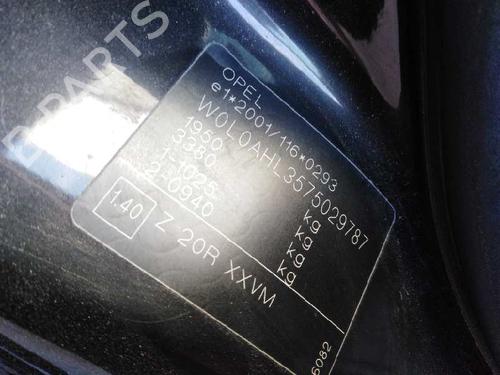 B-PARTS
OPEL
e1*2001/116*0293
W0L0AHL3575029787
1950 kg
3380 kg
1-1025 kg
2-0940 kg
1.40 Z 20R XXVM
5082